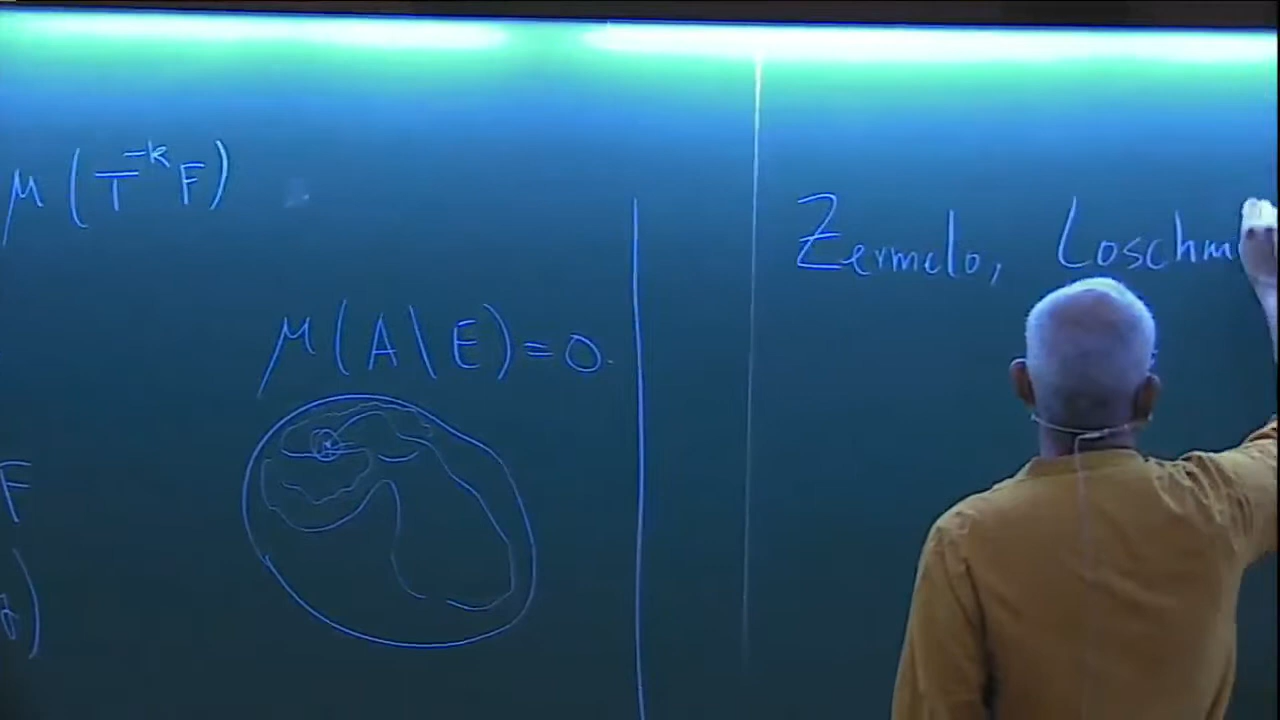 μ(T^{-k}F)
μ(A\E)=0.
F
)
Zermelo, Loschm